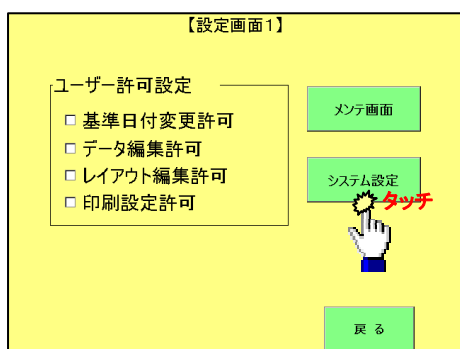 【設定画面1】
ユーザー許可設定
基準日付変更許可
データ編集許可
レイアウト編集許可
印刷設定許可
メンテ画面
システム設定
タッチ
戻る